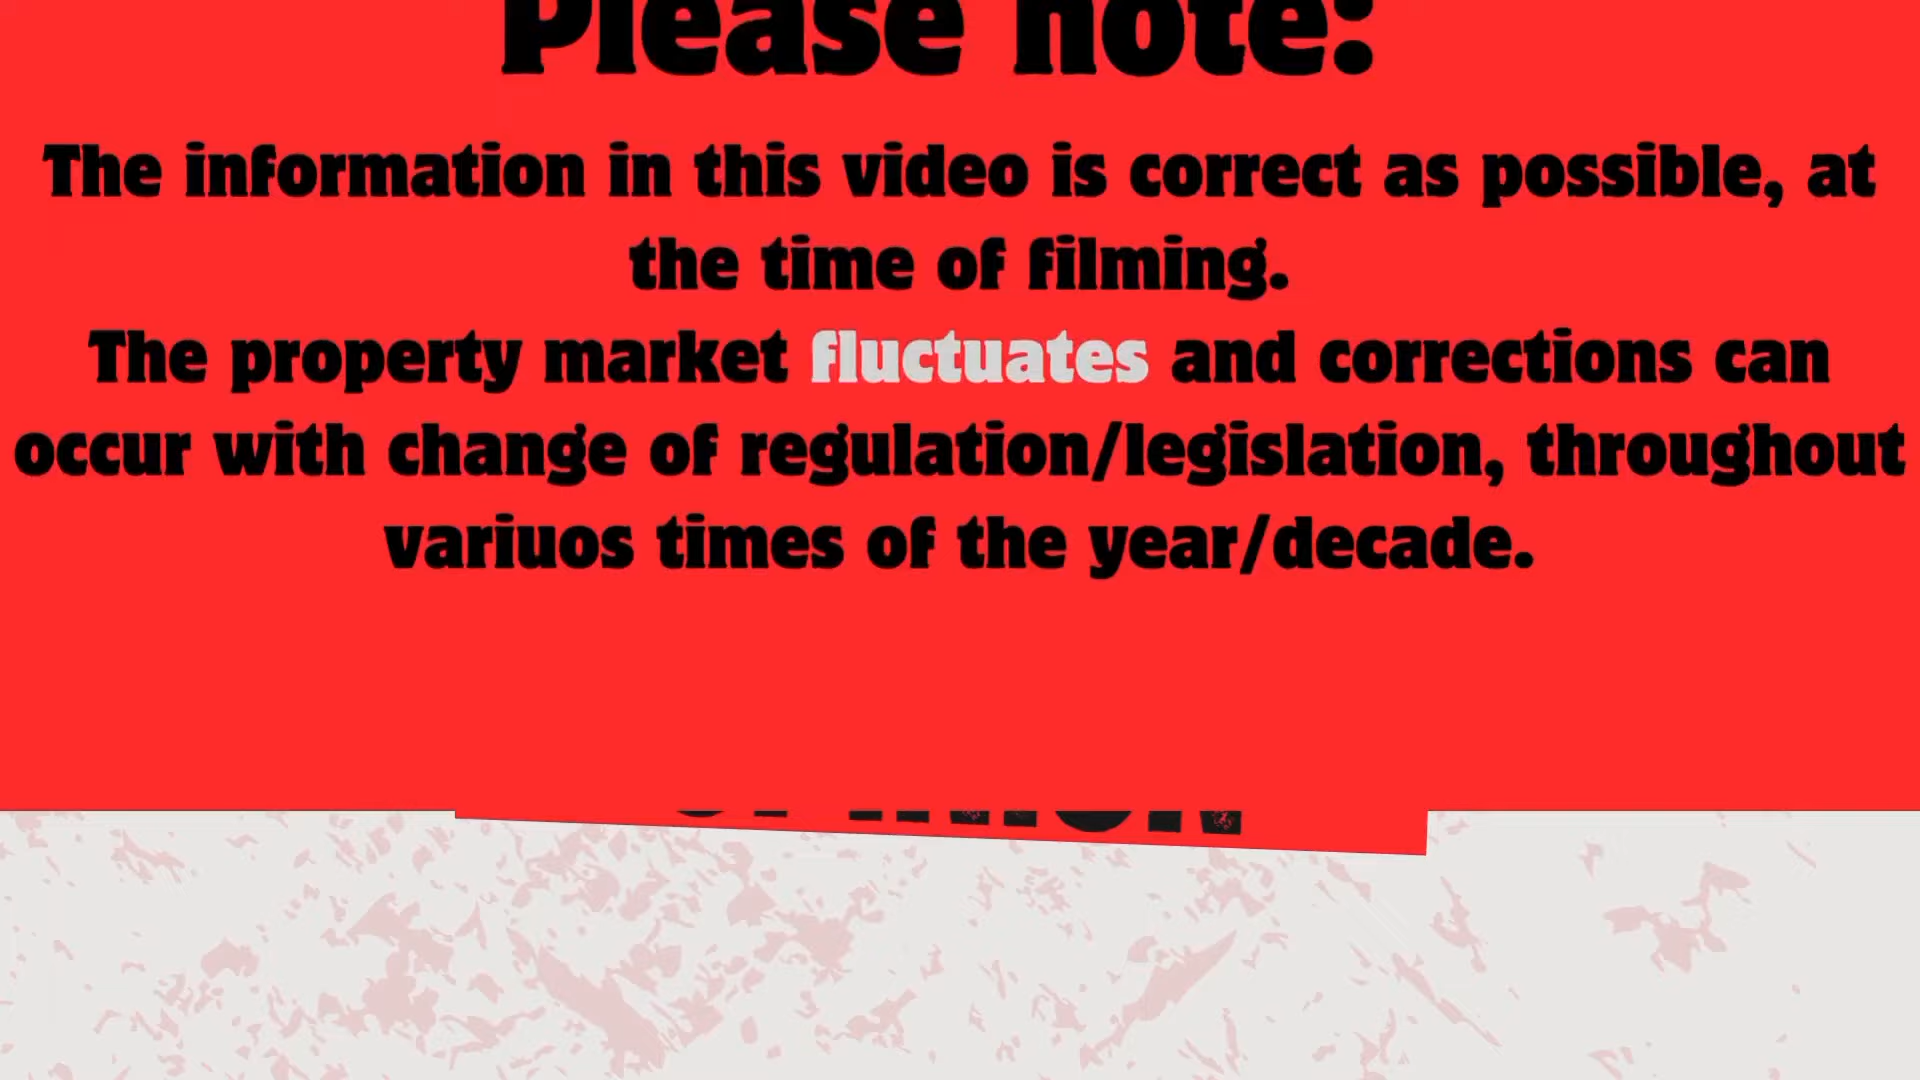 Please note:
The information in this video is correct as possible, at
the time of filming.
The property market fluctuates and corrections can
occur with change of regulation/legislation, throughout
variuos times of the year/decade.